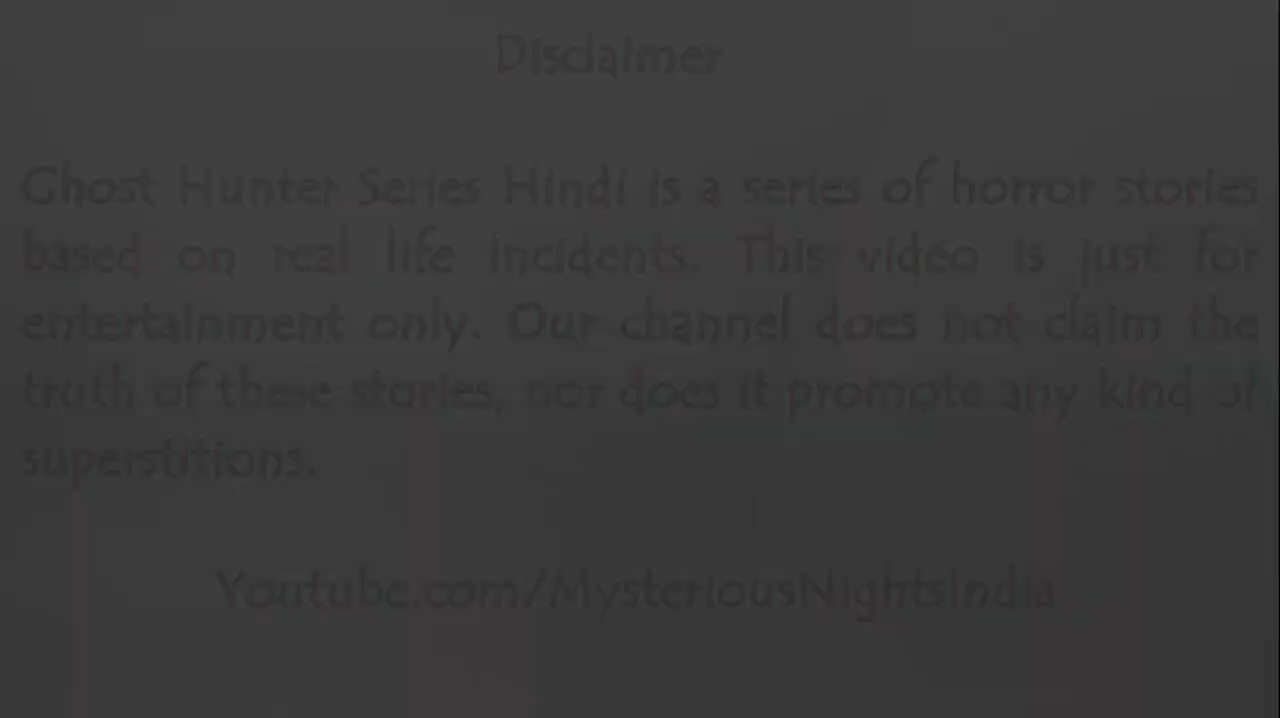 Disclaimer
Ghost Hunter Series Hindi is a series of horror stories
based on real life incidents. This video is just for
entertainment only. Our channel does not claim the
truth of these stories, nor does it promote any kind of
superstitions.
Youtube.com/MysteriousNightsIndia